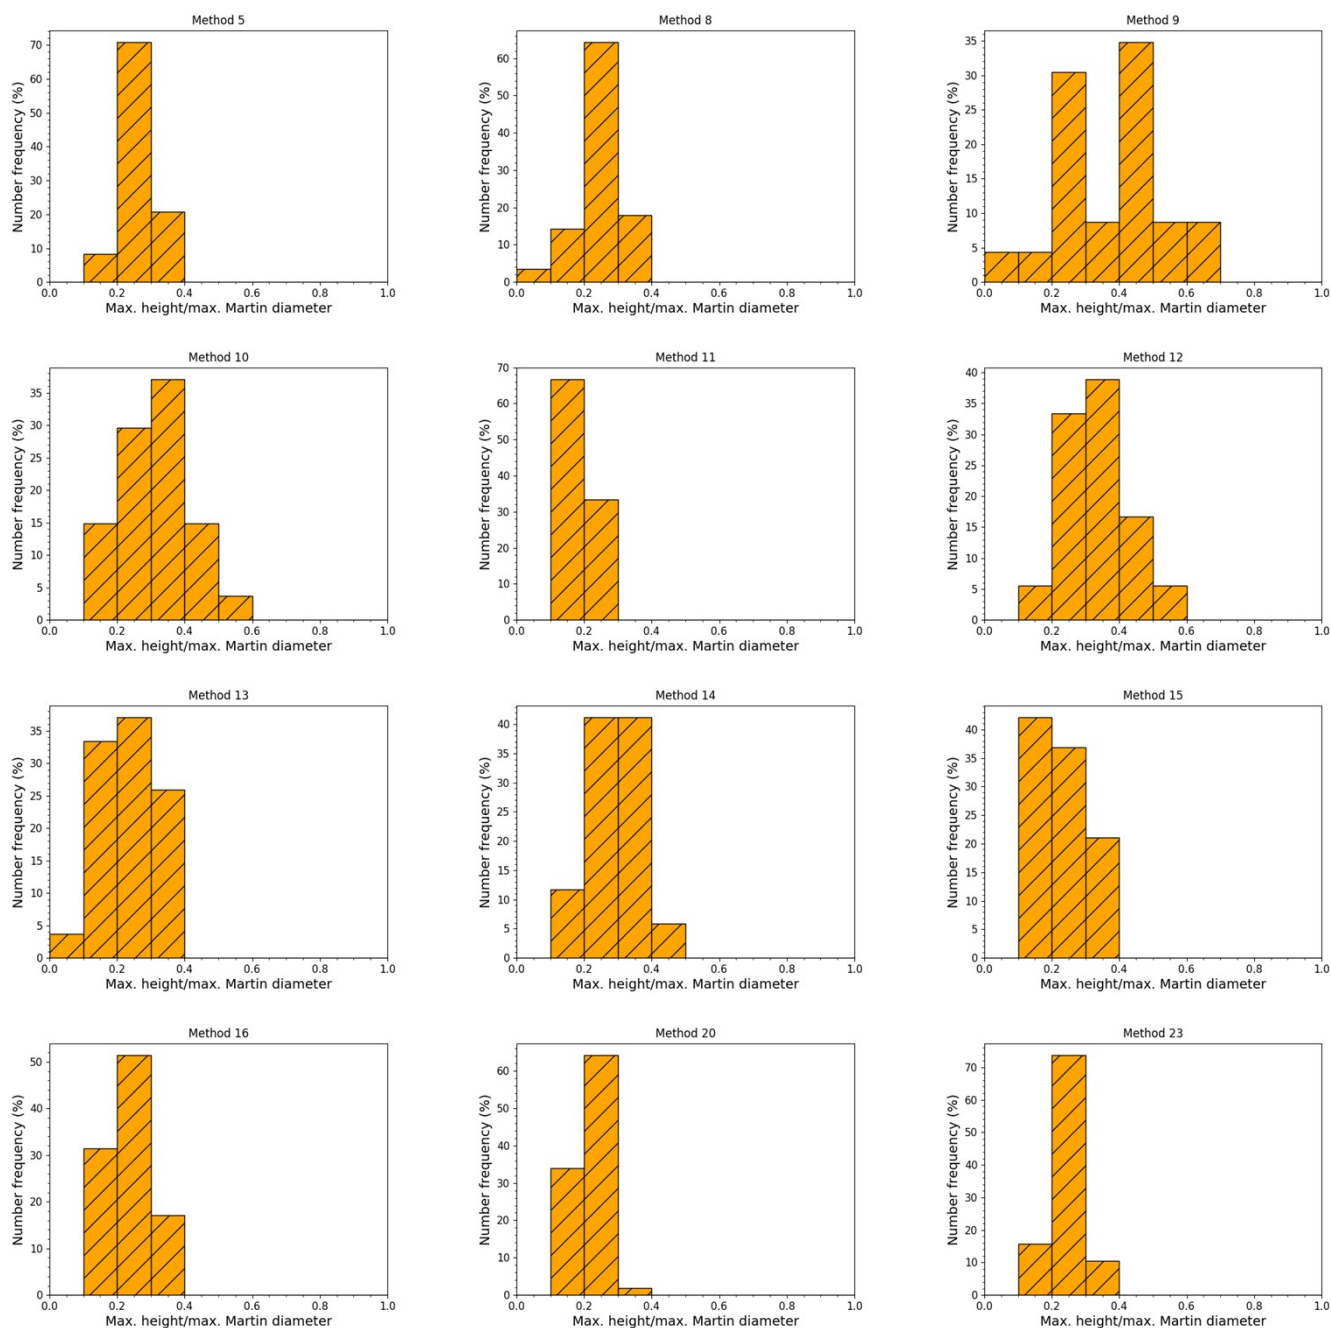 Method 5
Number frequency (%)
70
60
50
40
30
20
10
0
0.0 0.2 0.4 0.6 0.8 1.0
Max. height/max. Martin diameter
Method 8
Number frequency (%)
60
50
40
30
20
10
0
0.0 0.2 0.4 0.6 0.8 1.0
Max. height/max. Martin diameter
Method 9
Number frequency (%)
35
30
25
20
15
10
5
0
0.0 0.2 0.4 0.6 0.8 1.0
Max. height/max. Martin diameter
Method 10
Number frequency (%)
35
30
25
20
15
10
5
0
0.0 0.2 0.4 0.6 0.8 1.0
Max. height/max. Martin diameter
Method 11
Number frequency (%)
70
60
50
40
30
20
10
0
0.0 0.2 0.4 0.6 0.8 1.0
Max. height/max. Martin diameter
Method 12
Number frequency (%)
40
35
30
25
20
15
10
5
0
0.0 0.2 0.4 0.6 0.8 1.0
Max. height/max. Martin diameter
Method 13
Number frequency (%)
35
30
25
20
15
10
5
0
0.0 0.2 0.4 0.6 0.8 1.0
Max. height/max. Martin diameter
Method 14
Number frequency (%)
40
35
30
25
20
15
10
5
0
0.0 0.2 0.4 0.6 0.8 1.0
Max. height/max. Martin diameter
Method 15
Number frequency (%)
40
35
30
25
20
15
10
5
0
0.0 0.2 0.4 0.6 0.8 1.0
Max. height/max. Martin diameter
Method 16
Number frequency (%)
50
40
30
20
10
0
0.0 0.2 0.4 0.6 0.8 1.0
Max. height/max. Martin diameter
Method 20
Number frequency (%)
60
50
40
30
20
10
0
0.0 0.2 0.4 0.6 0.8 1.0
Max. height/max. Martin diameter
Method 23
Number frequency (%)
70
60
50
40
30
20
10
0
0.0 0.2 0.4 0.6 0.8 1.0
Max. height/max. Martin diameter